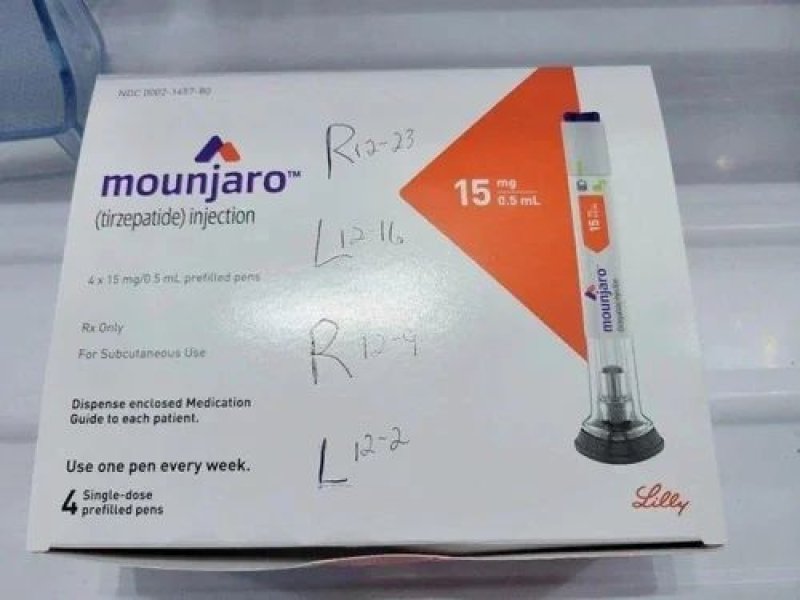 NDC 0002-1457-80
mounjaro™
(tirzepatide) injection
4 x 15 mg/0.5 mL prefilled pens
Rx Only
For Subcutaneous Use
Dispense enclosed Medication
Guide to each patient.
Use one pen every week.
4 Single-dose
prefilled pens
R 12-23
L 12-16
R 12-9
L 12-2
15 mg
0.5 mL
15
mounjaro
Lilly